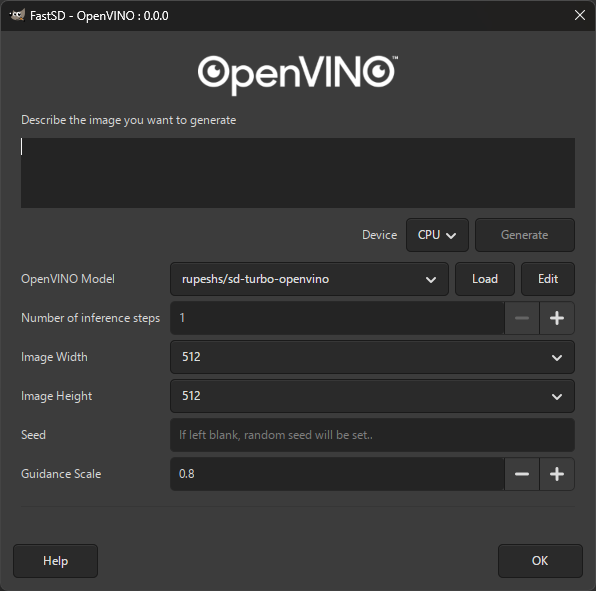 FastSD - OpenVINO : 0.0.0
OpenVINO™
Describe the image you want to generate
Device CPU Generate
OpenVINO Model rupeshs/sd-turbo-openvino Load Edit
Number of inference steps 1
Image Width 512
Image Height 512
Seed If left blank, random seed will be set..
Guidance Scale 0.8
Help OK